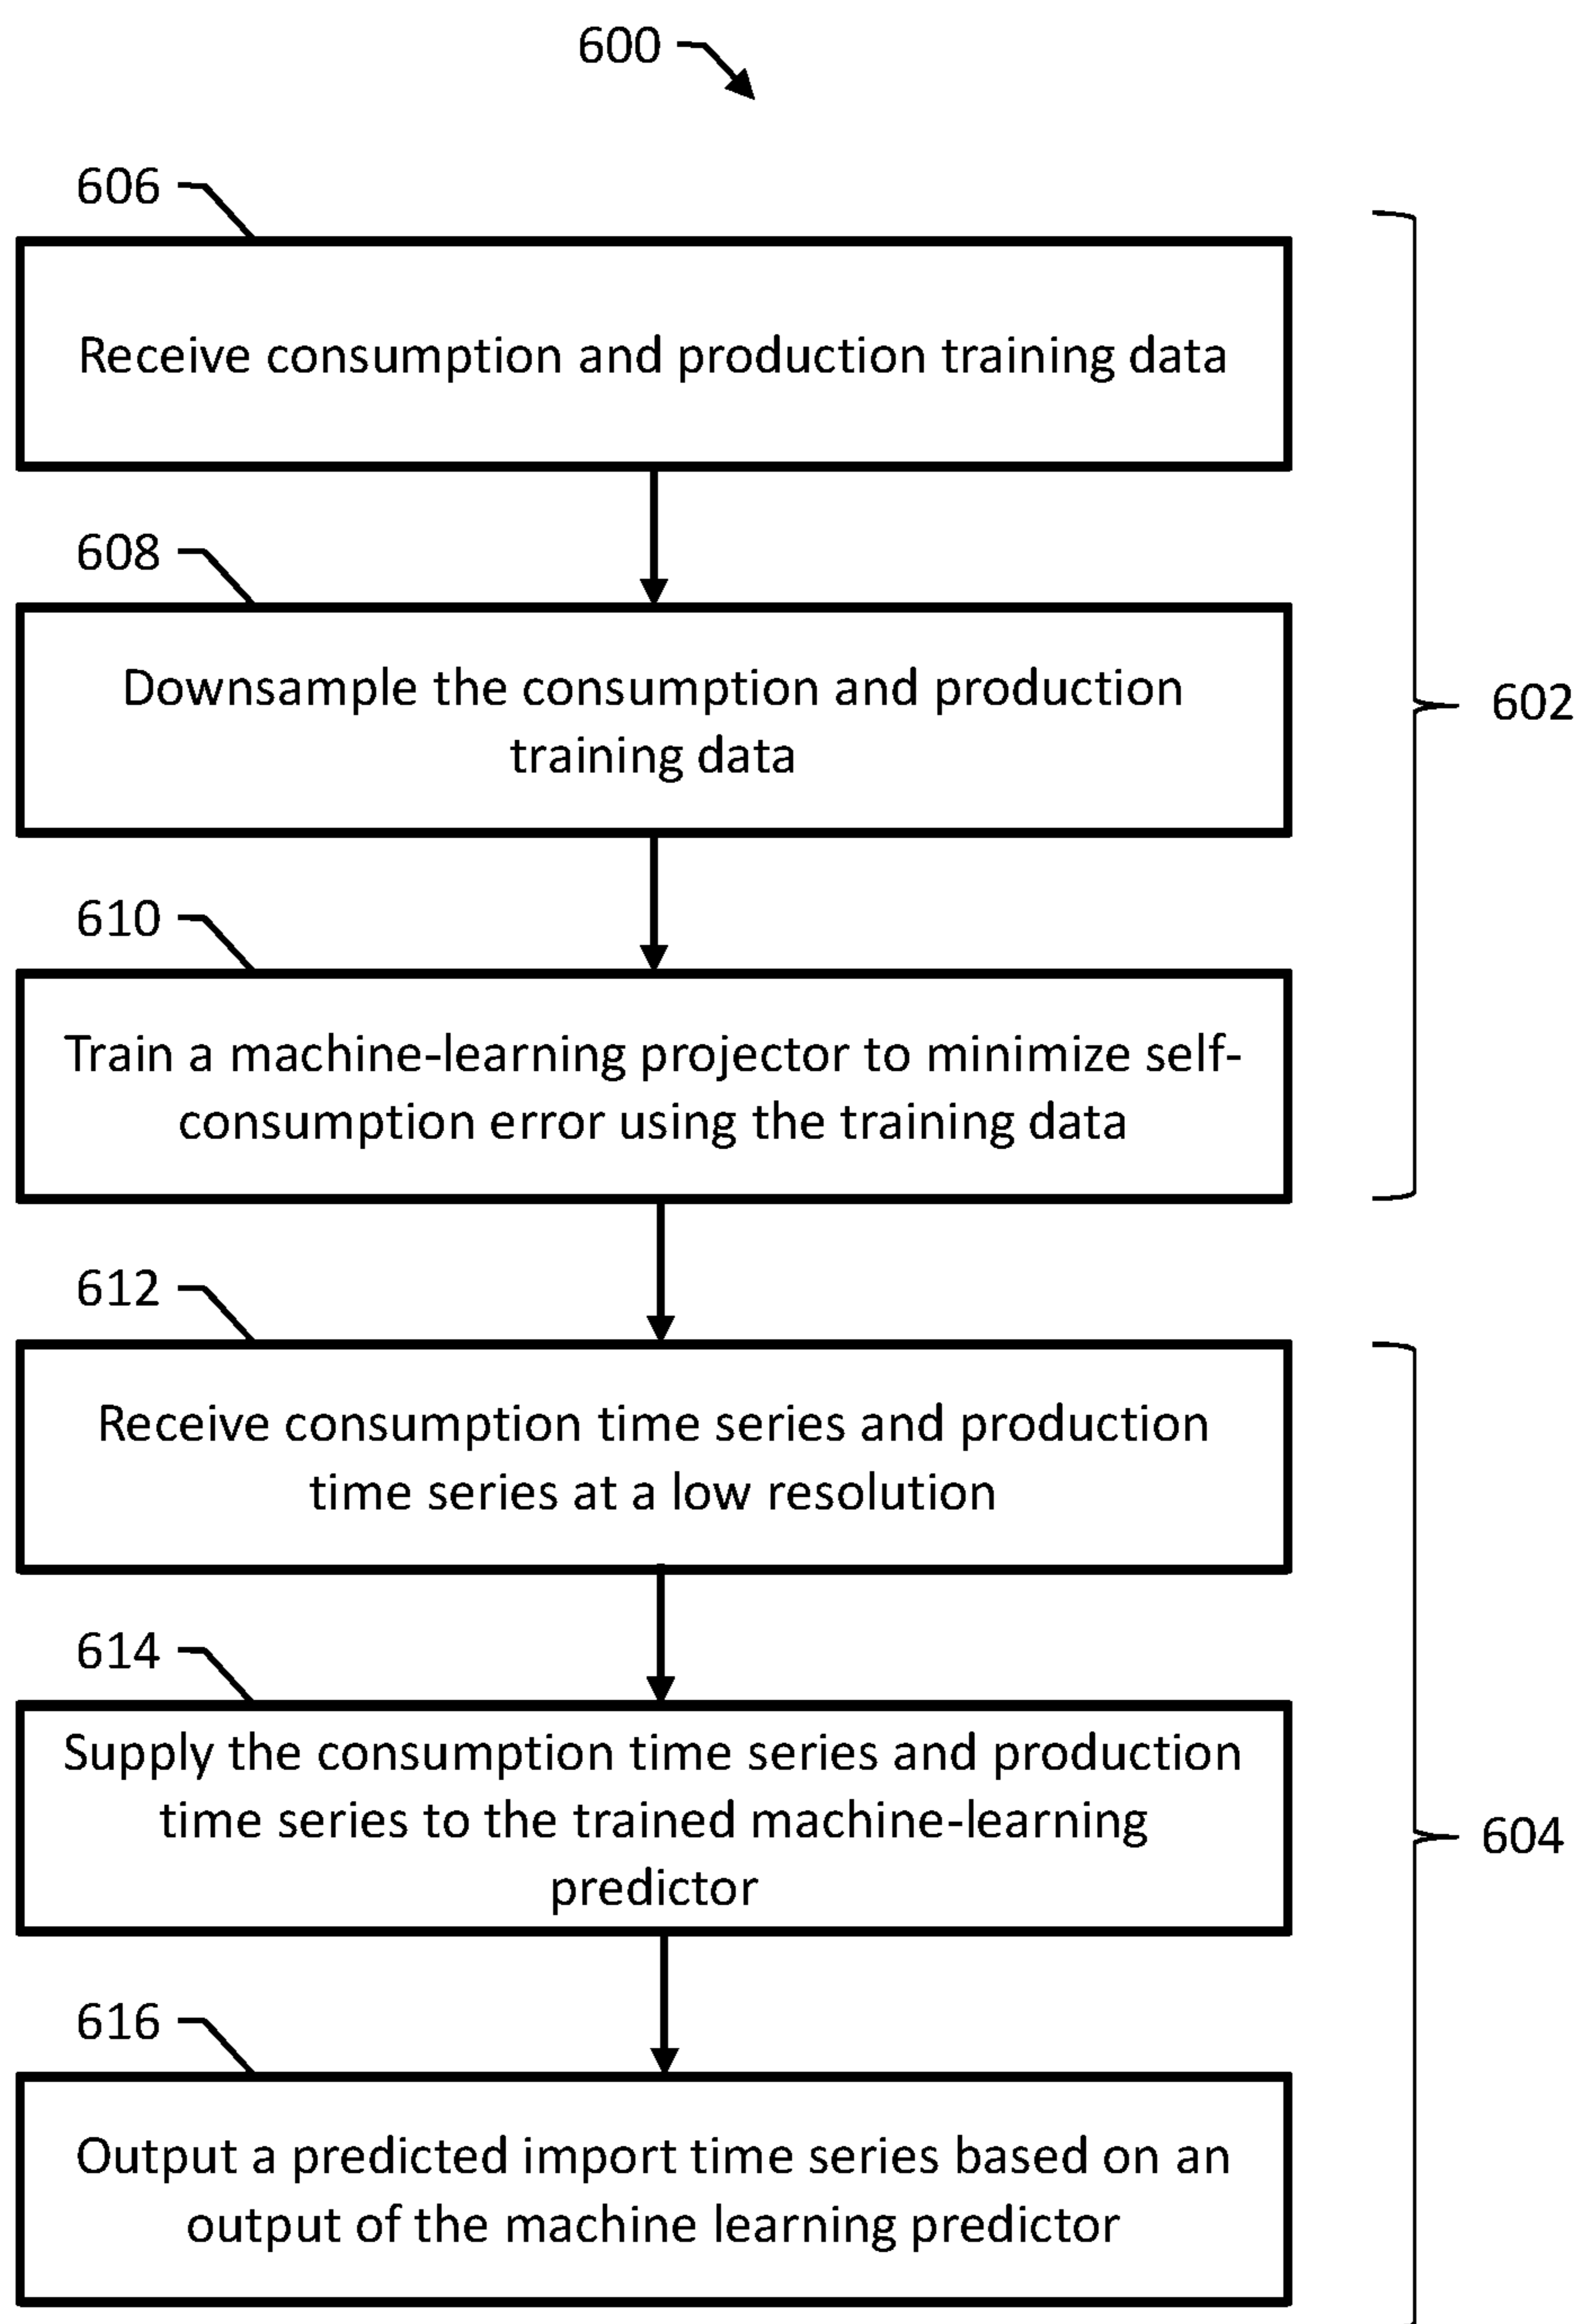 600
606
Receive consumption and production training data
608
Downsample the consumption and production
training data
602
610
Train a machine-learning projector to minimize self-
consumption error using the training data
612
Receive consumption time series and production
time series at a low resolution
614
Supply the consumption time series and production
time series to the trained machine-learning
predictor
604
616
Output a predicted import time series based on an
output of the machine learning predictor